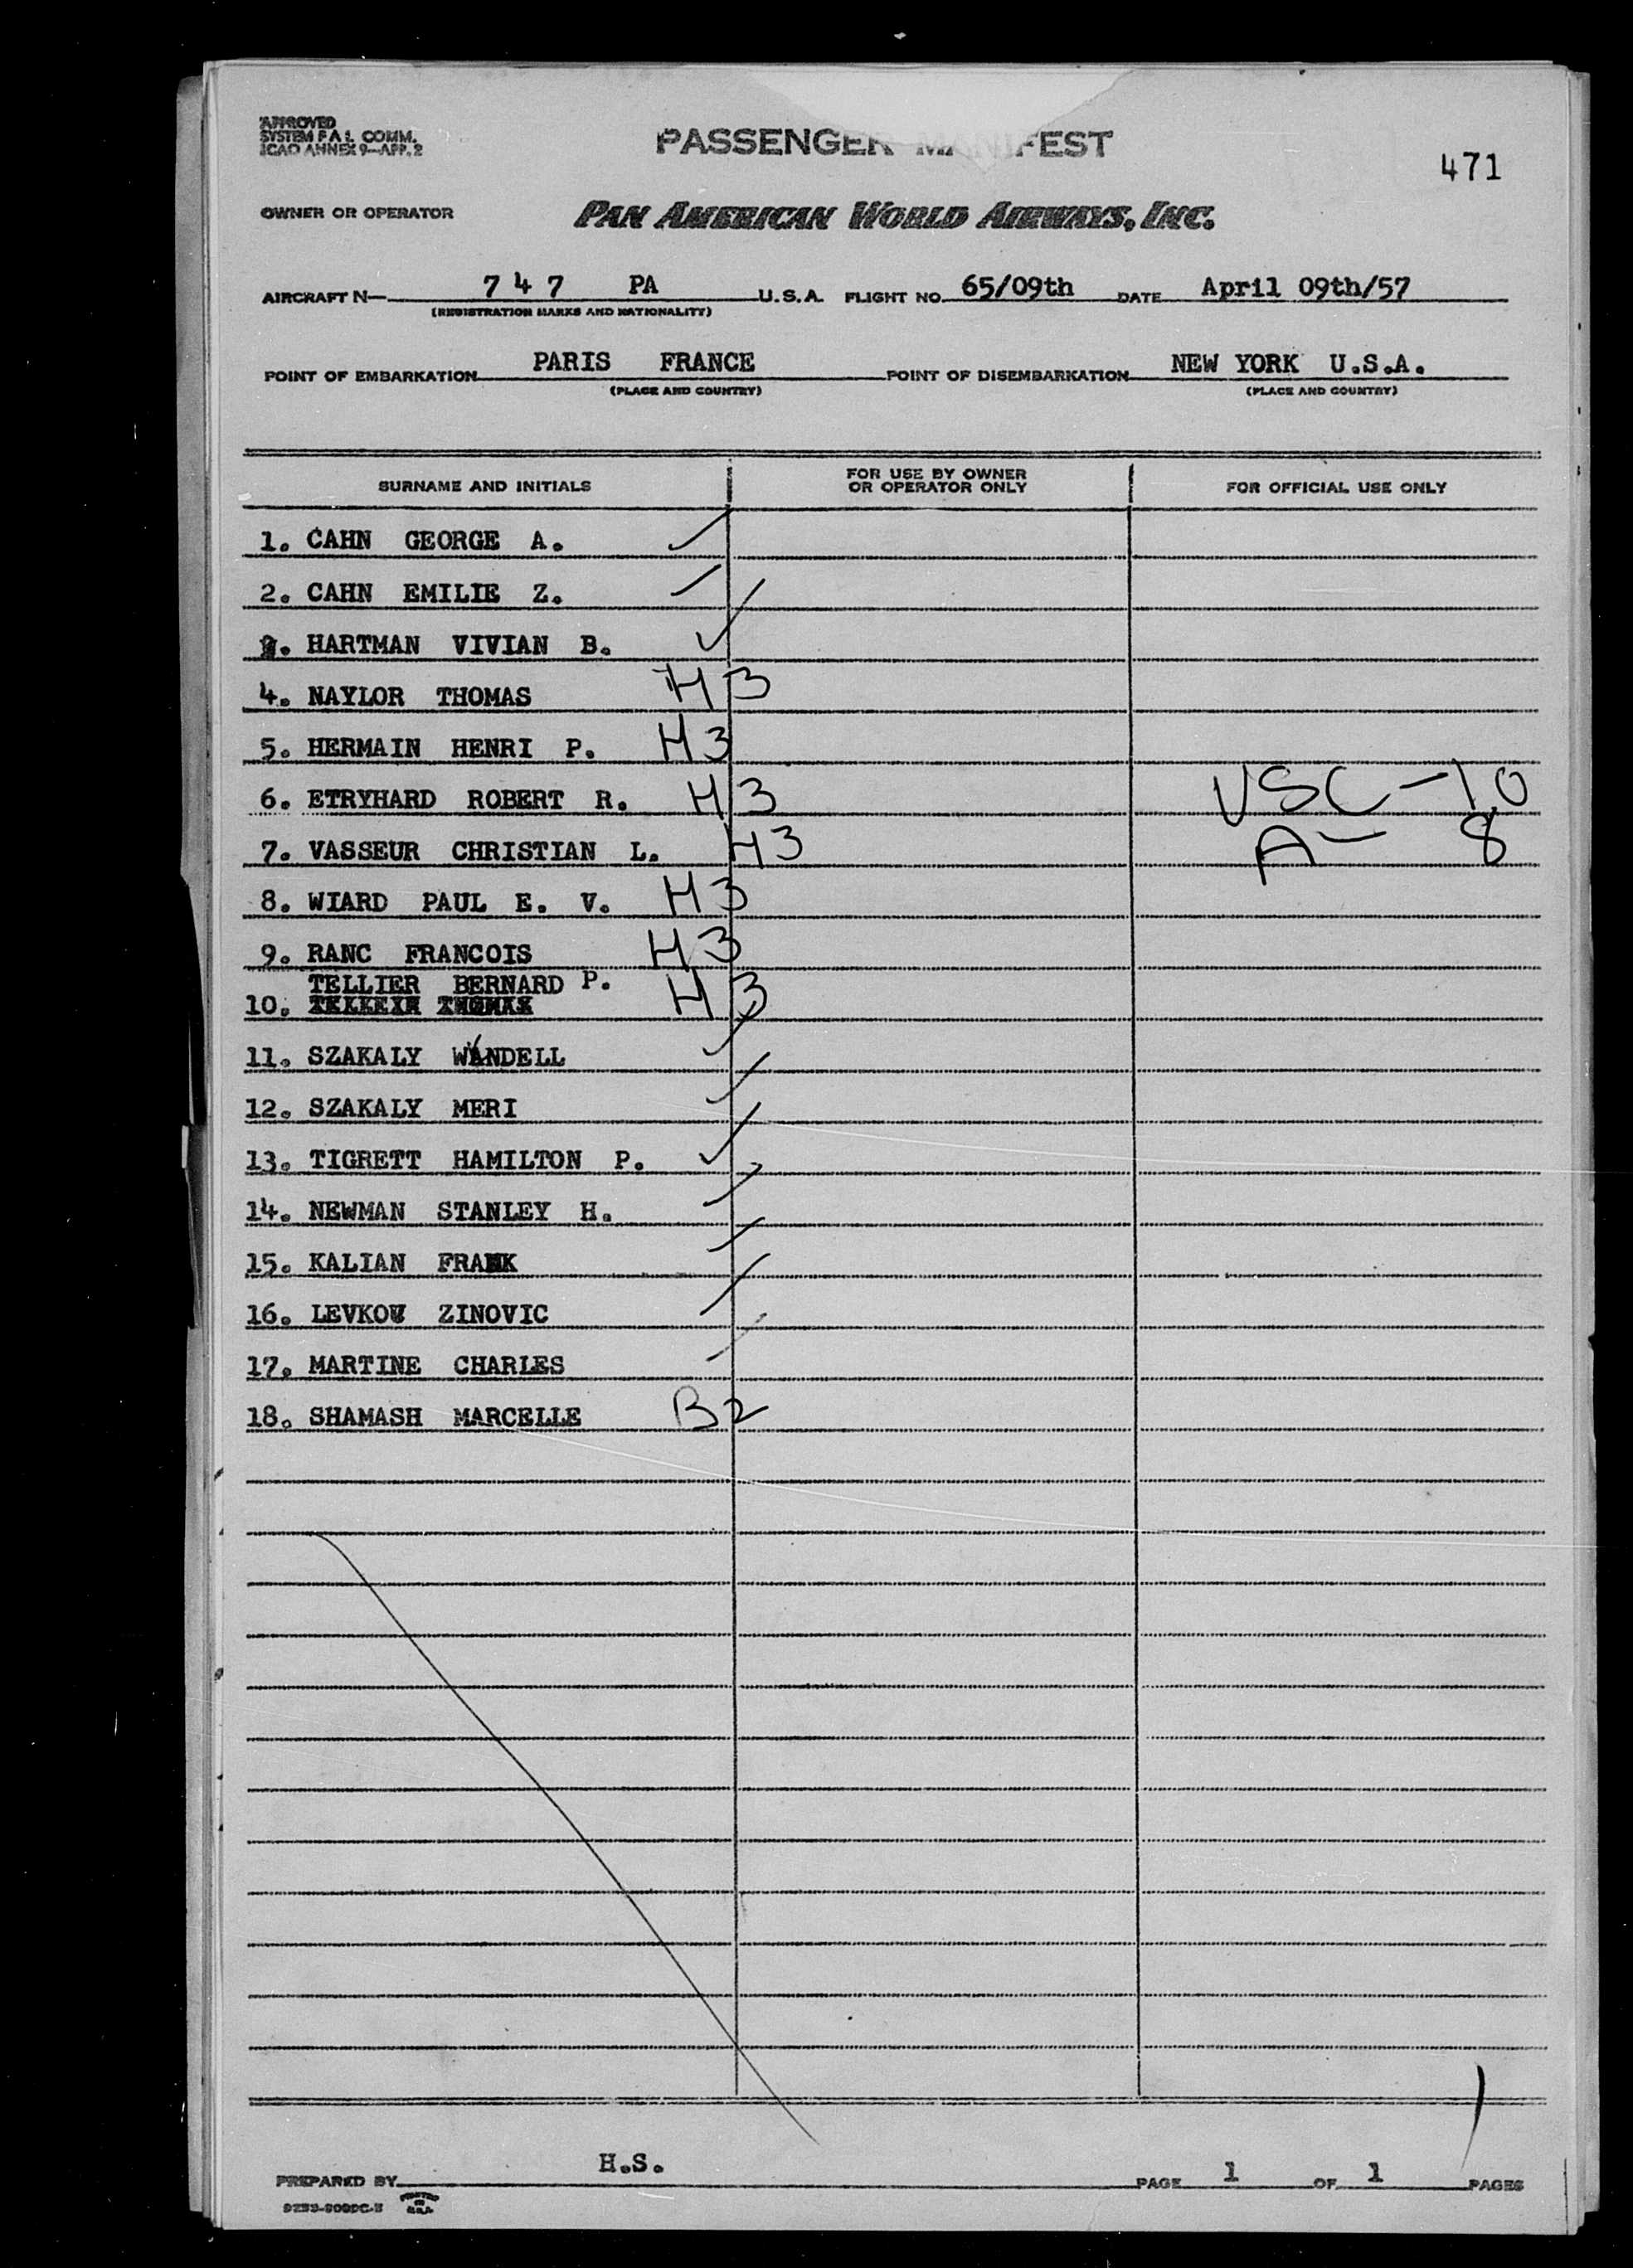 APPROVED
SYSTEM F A L COMM.
ICAO ANNEX 9—APP. 2
PASSENGER MANIFEST
471
OWNER OR OPERATOR PAN AMERICAN WORLD AIRWAYS, INC.
AIRCRAFT N— 7 4 7 PA U.S.A. FLIGHT NO. 65/09th DATE April 09th/57
(REGISTRATION MARKS AND NATIONALITY)
POINT OF EMBARKATION PARIS FRANCE POINT OF DISEMBARKATION NEW YORK U.S.A.
(PLACE AND COUNTRY) (PLACE AND COUNTRY)
SURNAME AND INITIALS FOR USE BY OWNER OR OPERATOR ONLY FOR OFFICIAL USE ONLY
1. CAHN GEORGE A.
2. CAHN EMILIE Z.
3. HARTMAN VIVIAN B.
4. NAYLOR THOMAS H3
5. HERMAIN HENRI P. H3
6. ETRYHARD ROBERT R. H3 USC-10
7. VASSEUR CHRISTIAN L. H3 A- 8
8. WIARD PAUL E. V. H3
9. RANC FRANCOIS H3
TELLIER BERNARD P.
10. H3
11. SZAKALY WANDELL
12. SZAKALY MERI
13. TIGRETT HAMILTON P.
14. NEWMAN STANLEY H.
15. KALIAN FRANK
16. LEVKOW ZINOVIC
17. MARTINE CHARLES
18. SHAMASH MARCELLE B2
PREPARED BY H.S. PAGE 1 OF 1 PAGES
PRINTED IN U.S.A.